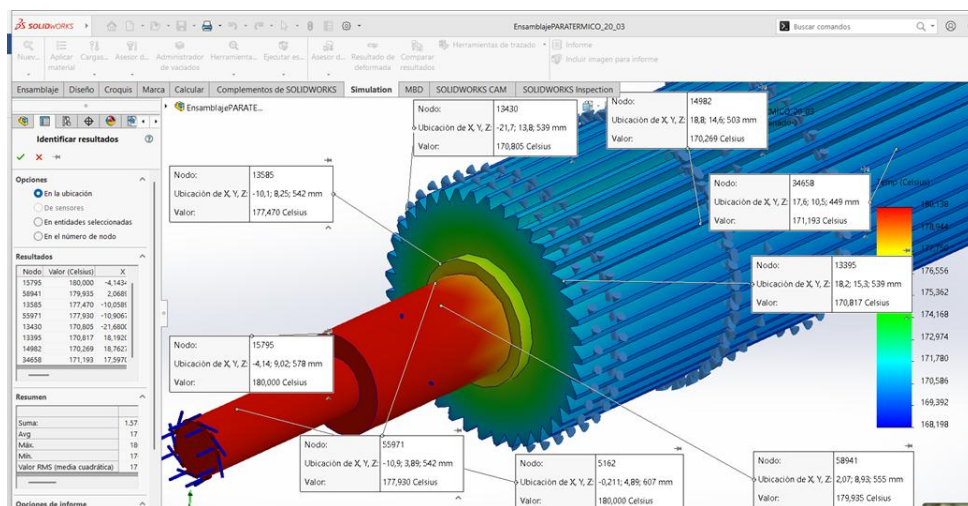 SOLIDWORKS
EnsamblajePARATERMICO_20_03
Buscar comandos
Nuev...
Aplicar material
Cargas...
Asesor d...
Administrador de vaciados
Herramienta...
Ejecutar es...
Asesor d...
Resultado de deformada
Comparar resultados
Herramientas de trazado
Informe
Incluir imagen para informe
Ensamblaje Diseño Croquis Marca Calcular Complementos de SOLIDWORKS Simulation MBD SOLIDWORKS CAM SOLIDWORKS Inspection
EnsamblajePARATE...
Identificar resultados
Opciones
En la ubicación
De sensores
En entidades seleccionadas
En el número de nodo
Resultados
Nodo Valor (Celsius) X
15795 180,000
58941 179,935
13585 177,470
55971 177,930
13430 170,805
13395 170,817
14982 170,269
34658 171,193
Resumen
Suma: 1.57
Avg 17
Máx. 18
Mín. 17
Valor RMS (media cuadrática) 17
Opciones de informe
Nodo: 13430
Ubicación de X, Y, Z: -21,7; 13,8; 539 mm
Valor: 170,805 Celsius
Nodo: 14982
Ubicación de X, Y, Z: 18,8; 14,6; 503 mm
Valor: 170,269 Celsius
Nodo: 13585
Ubicación de X, Y, Z: -10,1; 8,25; 542 mm
Valor: 177,470 Celsius
Nodo: 34658
Ubicación de X, Y, Z: 17,6; 10,5; 449 mm
Valor: 171,193 Celsius
Nodo: 13395
Ubicación de X, Y, Z: 18,2; 15,3; 539 mm
Valor: 170,817 Celsius
Nodo: 15795
Ubicación de X, Y, Z: -4,14; 9,02; 578 mm
Valor: 180,000 Celsius
Nodo: 55971
Ubicación de X, Y, Z: -10,9; 3,89; 542 mm
Valor: 177,930 Celsius
Nodo: 5162
Ubicación de X, Y, Z: -0,211; 4,89; 607 mm
Valor: 180,000 Celsius
Nodo: 58941
Ubicación de X, Y, Z: 2,07; 8,93; 555 mm
Valor: 179,935 Celsius
Temp (Celsius)
180,138
178,944
177,750
176,556
175,362
174,168
172,974
171,780
170,586
169,392
168,198